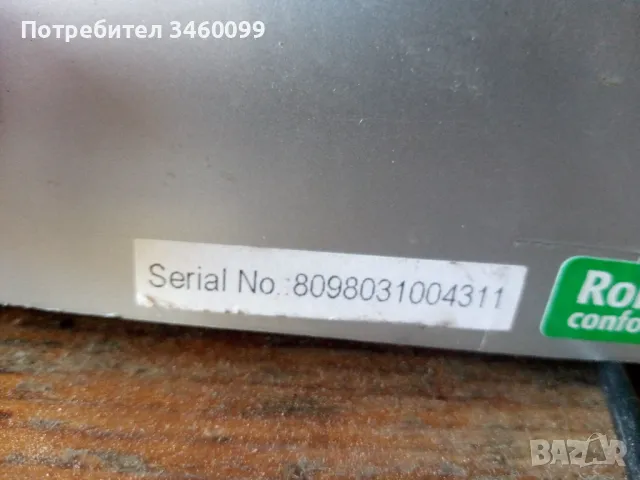 Потребител 3460099
Serial No.:8098031004311
Ro
confo
BAZAR